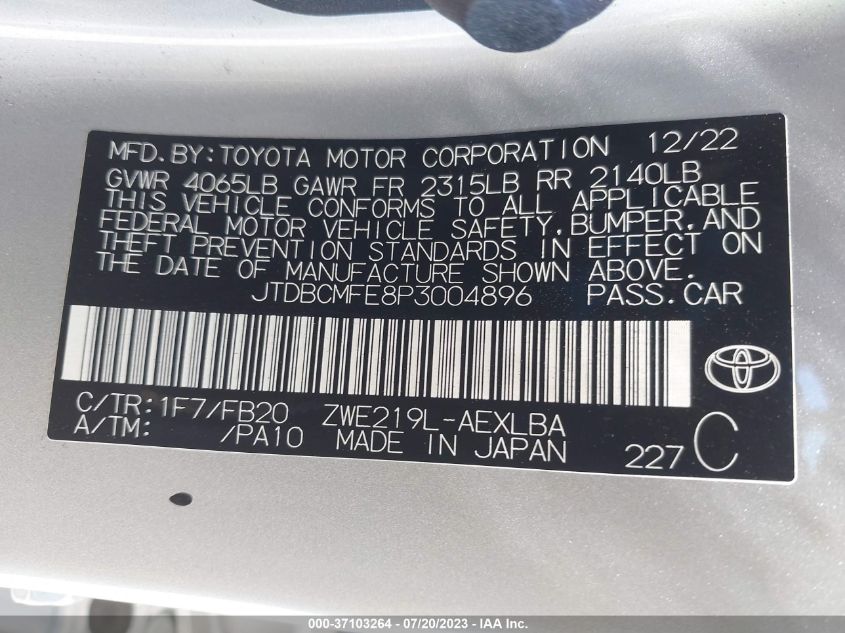 MFD.BY:TOYOTA MOTOR CORPORATION 12/22
GVWR 4065LB GAWR FR 2315LB RR 2140LB
THIS VEHICLE CONFORMS TO ALL APPLICABLE
FEDERAL MOTOR VEHICLE SAFETY,BUMPER,AND
THEFT PREVENTION STANDARDS IN EFFECT ON
THE DATE OF MANUFACTURE SHOWN ABOVE.
JTDBCMFE8P3004896 PASS.CAR
C/TR:1F7/FB20 ZWE219L-AEXLBA
A/TM: /PA10 MADE IN JAPAN 227 C
000-37103264 - 07/20/2023 - IAA Inc.